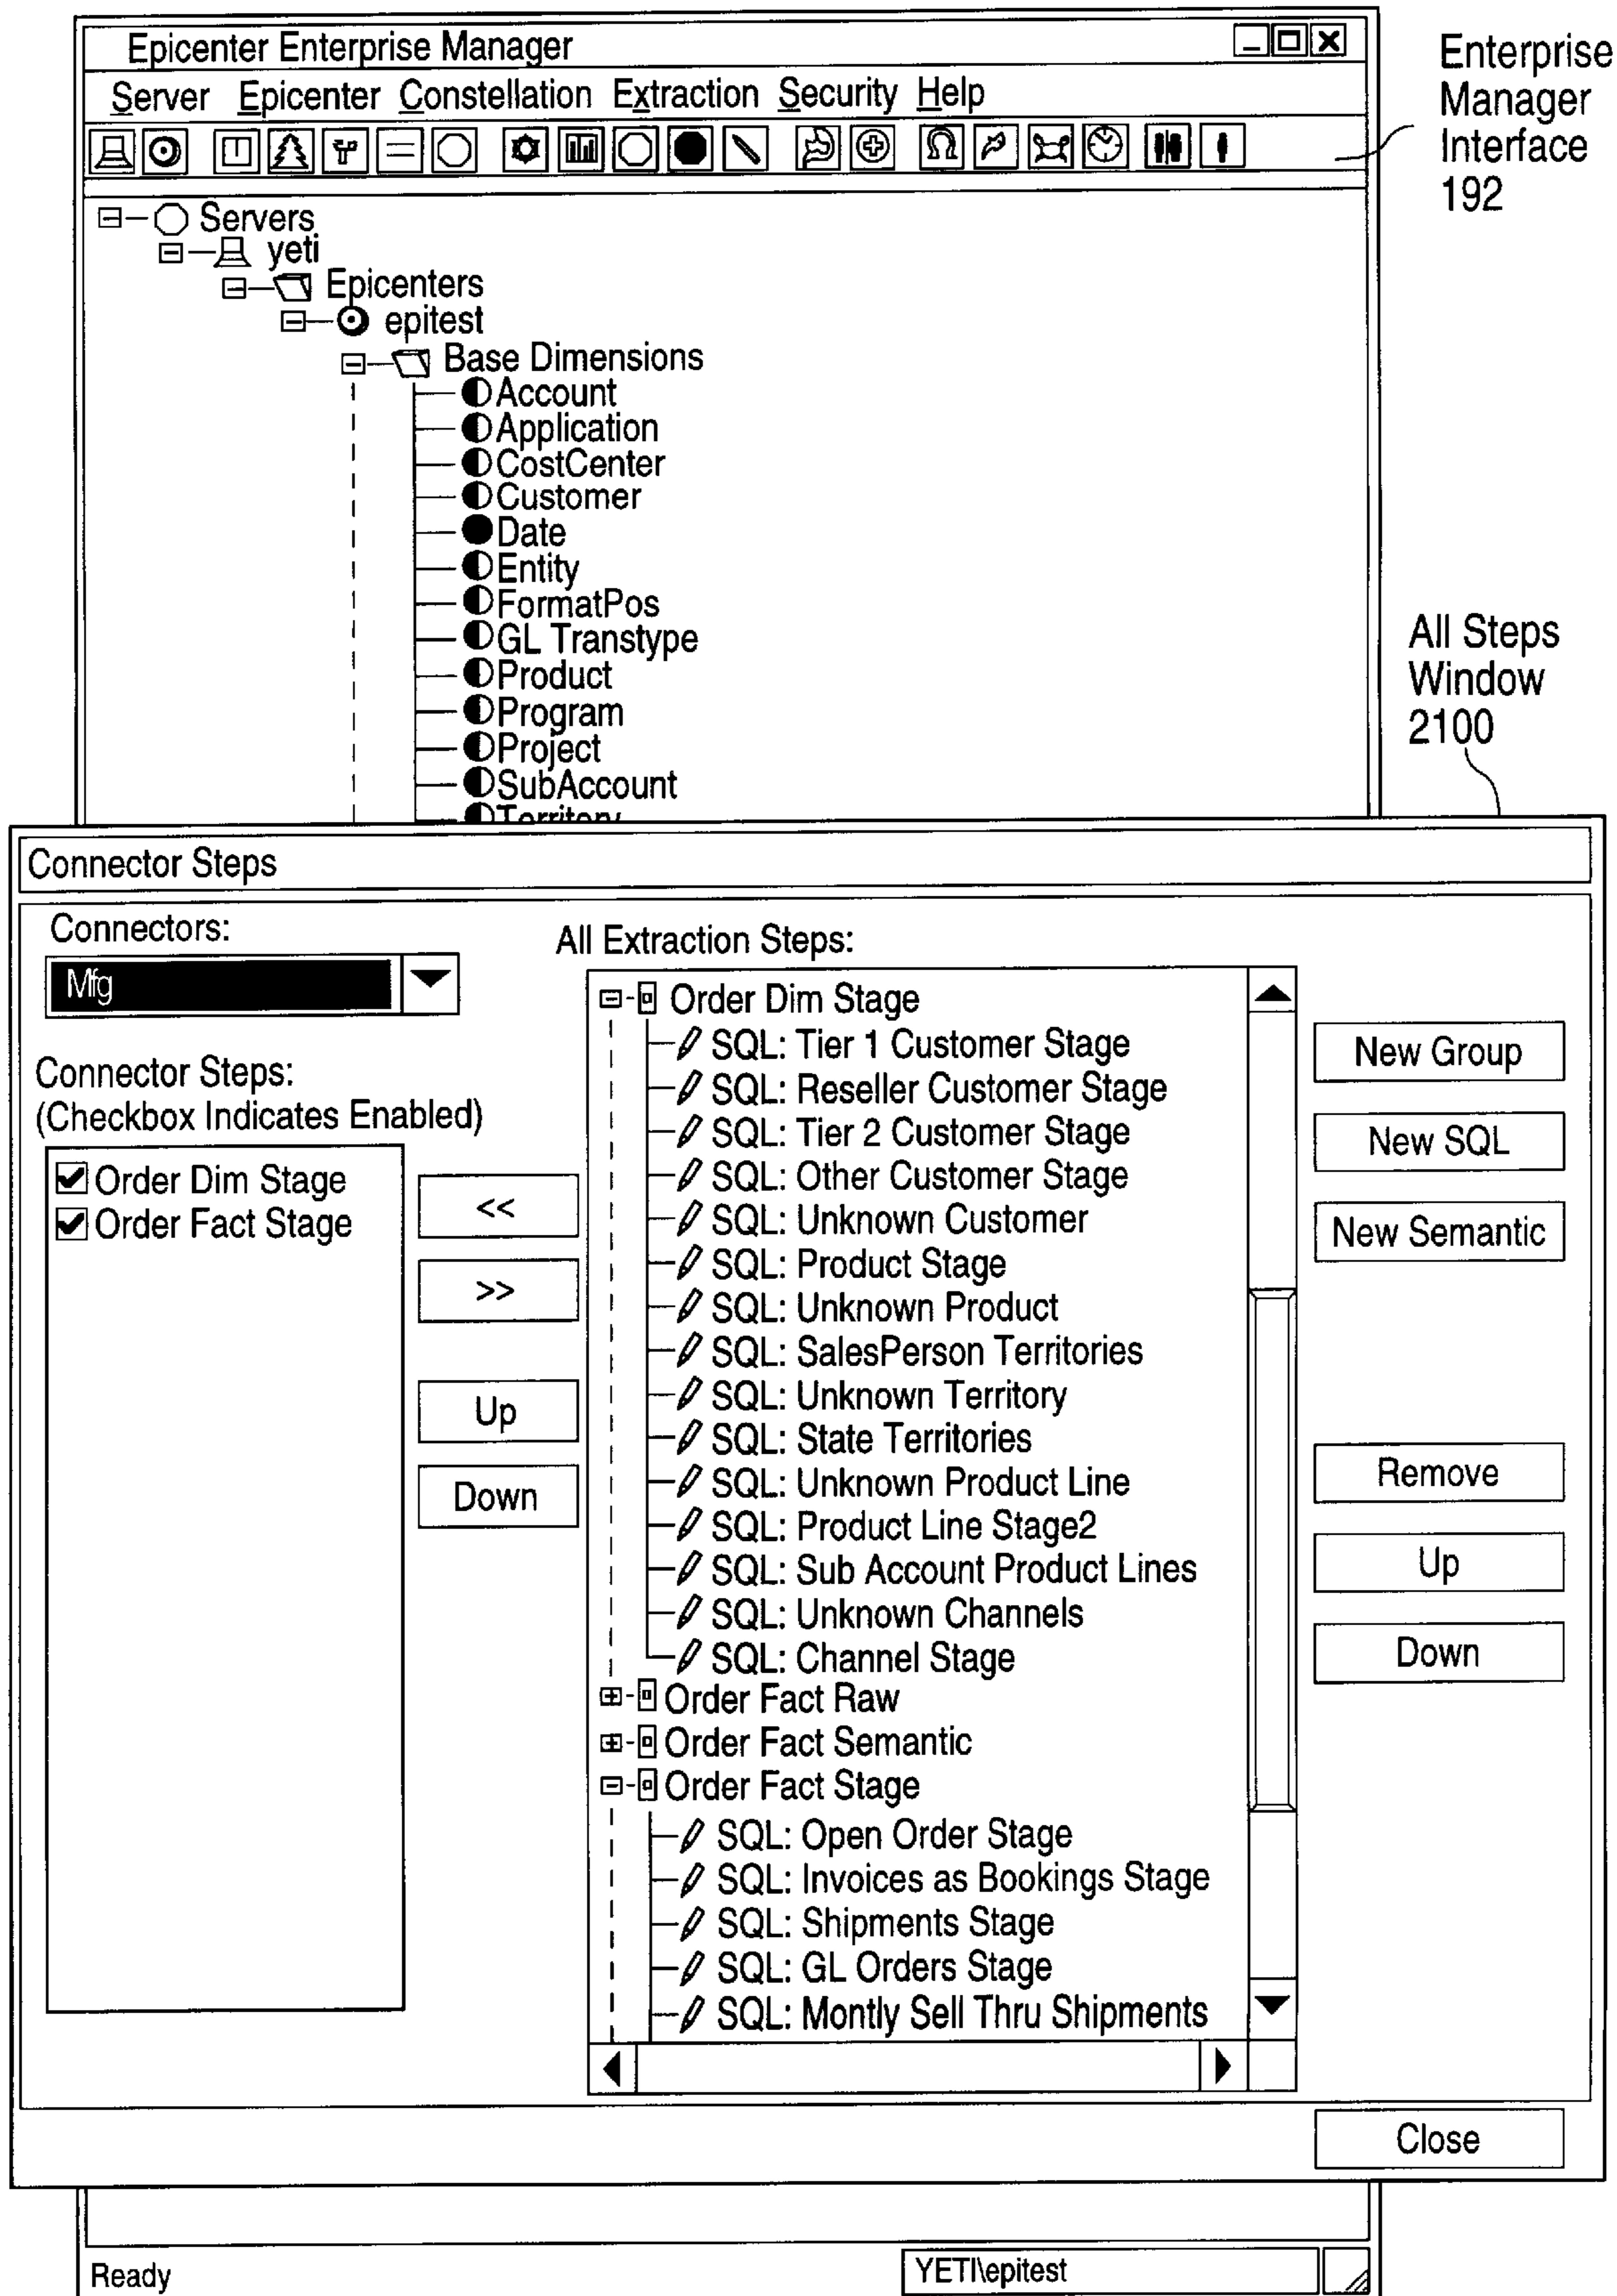 Epicenter Enterprise Manager
Server Epicenter Constellation Extraction Security Help
Enterprise
Manager
Interface
192
Servers
yeti
Epicenters
epitest
Base Dimensions
Account
Application
CostCenter
Customer
Date
Entity
FormatPos
GL Transtype
Product
Program
Project
SubAccount
Territory
All Steps
Window
2100
Connector Steps
Connectors:
Mfg
Connector Steps:
(Checkbox Indicates Enabled)
Order Dim Stage
Order Fact Stage
<<
>>
Up
Down
All Extraction Steps:
Order Dim Stage
SQL: Tier 1 Customer Stage
SQL: Reseller Customer Stage
SQL: Tier 2 Customer Stage
SQL: Other Customer Stage
SQL: Unknown Customer
SQL: Product Stage
SQL: Unknown Product
SQL: SalesPerson Territories
SQL: Unknown Territory
SQL: State Territories
SQL: Unknown Product Line
SQL: Product Line Stage2
SQL: Sub Account Product Lines
SQL: Unknown Channels
SQL: Channel Stage
Order Fact Raw
Order Fact Semantic
Order Fact Stage
SQL: Open Order Stage
SQL: Invoices as Bookings Stage
SQL: Shipments Stage
SQL: GL Orders Stage
SQL: Montly Sell Thru Shipments
New Group
New SQL
New Semantic
Remove
Up
Down
Close
Ready
YETI\epitest